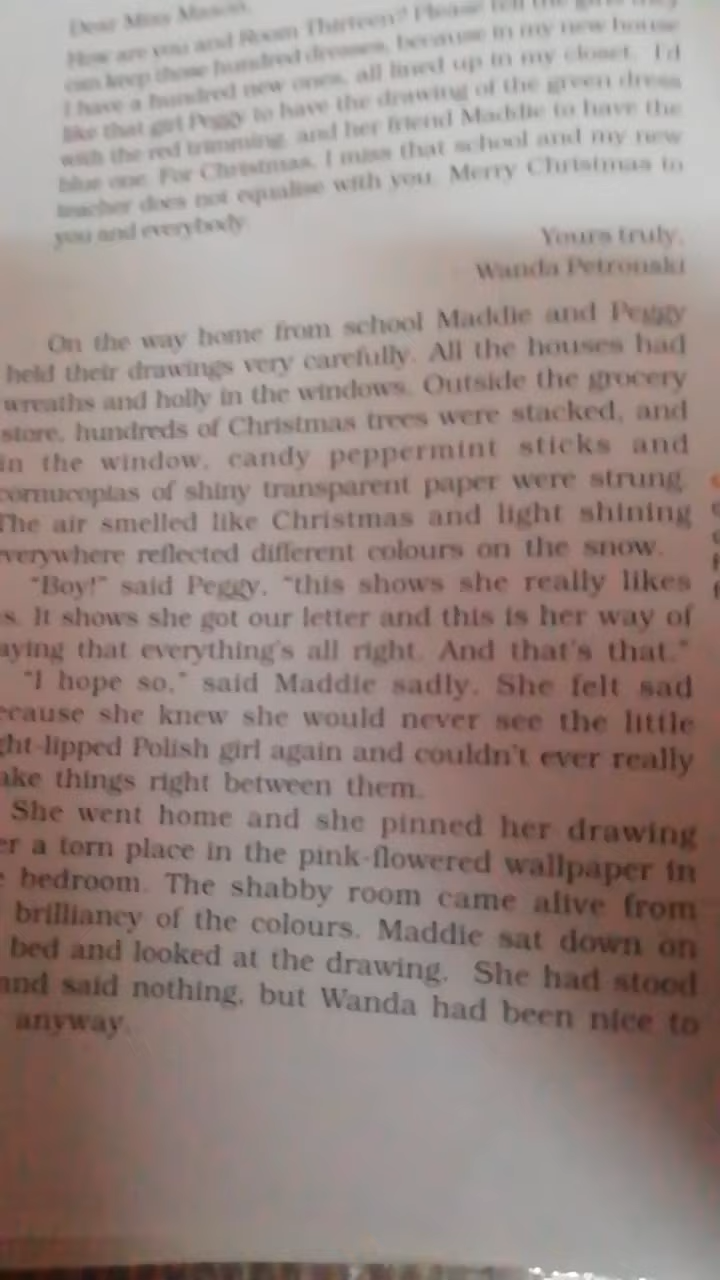 Dear Miss Mason,
How are you and Room Thirteen? Please tell the girls they
can keep those hundred dresses, because in my new house
I have a hundred new ones, all lined up in my closet. I'd
like that girl Peggy to have the drawing of the green dress
with the red trimming, and her friend Maddie to have the
blue one. For Christmas, I miss that school and my new
teacher does not equalise with you. Merry Christmas to
you and everybody.
Yours truly,
Wanda Petronski
On the way home from school Maddie and Peggy
held their drawings very carefully. All the houses had
wreaths and holly in the windows. Outside the grocery
store, hundreds of Christmas trees were stacked, and
in the window, candy peppermint sticks and
cornucopias of shiny transparent paper were strung.
The air smelled like Christmas and light shining
verywhere reflected different colours on the snow.
"Boy!" said Peggy, "this shows she really likes
s. It shows she got our letter and this is her way of
aying that everything's all right. And that's that."
"I hope so," said Maddie sadly. She felt sad
ecause she knew she would never see the little
ght-lipped Polish girl again and couldn't ever really
ake things right between them.
She went home and she pinned her drawing
er a torn place in the pink-flowered wallpaper in
e bedroom. The shabby room came alive from
brilliancy of the colours. Maddie sat down on
bed and looked at the drawing. She had stood
and said nothing, but Wanda had been nice to
anyway.